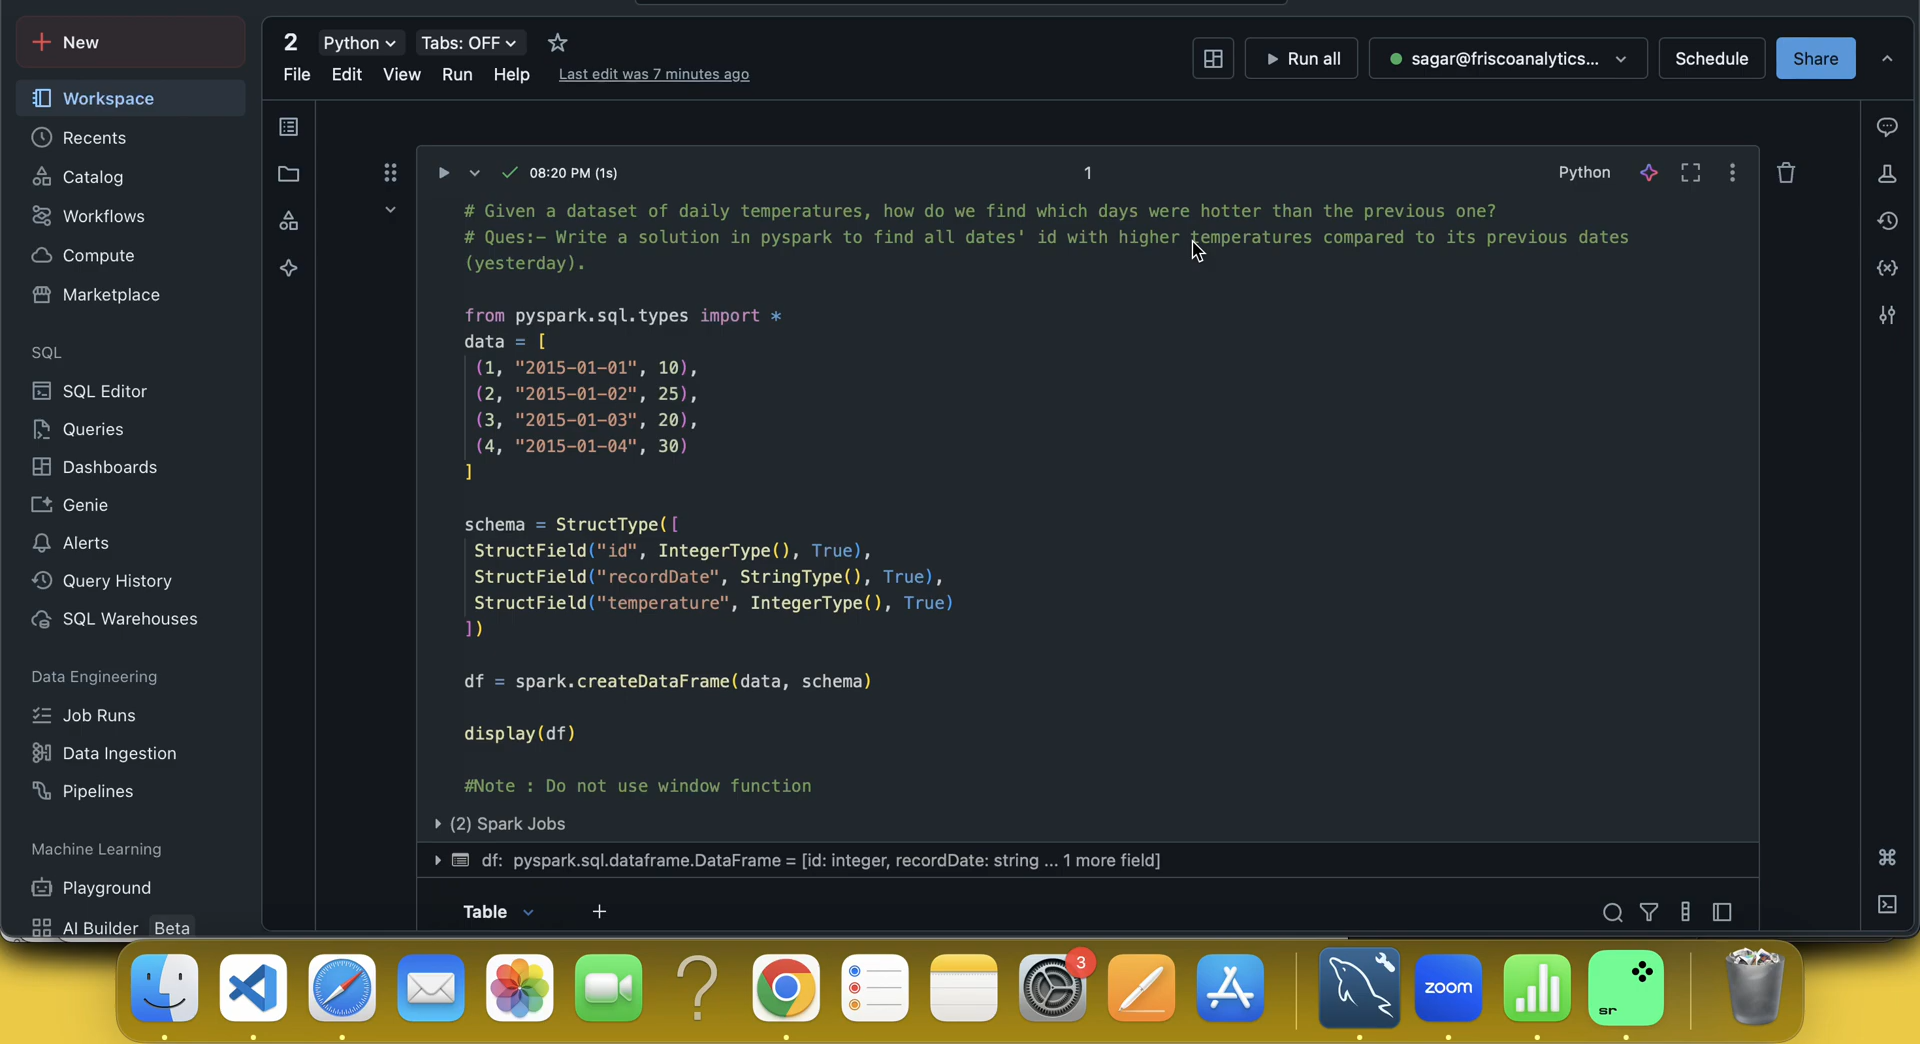 New
Workspace
Recents
Catalog
Workflows
Compute
Marketplace
SQL
SQL Editor
Queries
Dashboards
Genie
Alerts
Query History
SQL Warehouses
Data Engineering
Job Runs
Data Ingestion
Pipelines
Machine Learning
Playground
AI Builder Beta
2 Python Tabs: OFF
File Edit View Run Help Last edit was 7 minutes ago
Run all sagar@friscoanalytics... Schedule Share
08:20 PM (1s) 1 Python
# Given a dataset of daily temperatures, how do we find which days were hotter than the previous one?
# Ques:- Write a solution in pyspark to find all dates' id with higher temperatures compared to its previous dates
(yesterday).
from pyspark.sql.types import *
data = [
(1, "2015-01-01", 10),
(2, "2015-01-02", 25),
(3, "2015-01-03", 20),
(4, "2015-01-04", 30)
]
schema = StructType([
StructField("id", IntegerType(), True),
StructField("recordDate", StringType(), True),
StructField("temperature", IntegerType(), True)
])
df = spark.createDataFrame(data, schema)
display(df)
#Note : Do not use window function
(2) Spark Jobs
df: pyspark.sql.dataframe.DataFrame = [id: integer, recordDate: string ... 1 more field]
Table +
3
zoom
sr